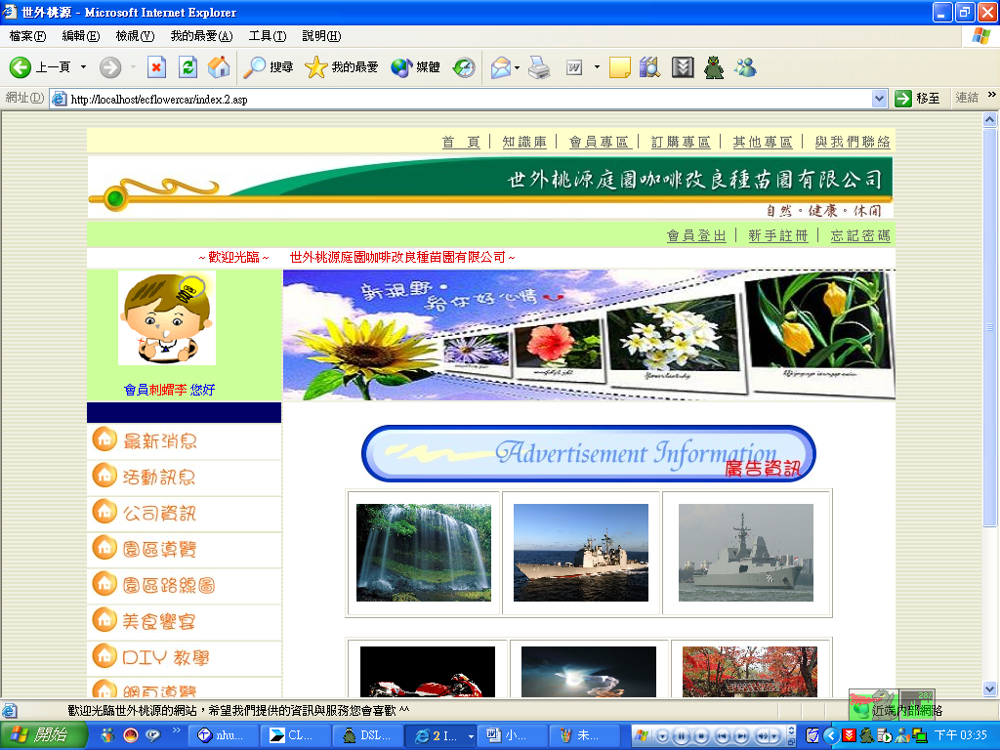 世外桃源 - Microsoft Internet Explorer
檔案(F) 編輯(E) 檢視(V) 我的最愛(A) 工具(T) 說明(H)
上一頁 搜尋 我的最愛 媒體
網址(D) http://localhost/ecflowercar/index.2.asp 移至 連結 »
首 頁 | 知識庫 | 會員專區 | 訂購專區 | 其他專區 | 與我們聯絡
世外桃源庭園咖啡改良種苗園有限公司
自然。健康。休閒
會員登出 | 新手註冊 | 忘記密碼
~ 歡迎光臨 ~ 世外桃源庭園咖啡改良種苗園有限公司 ~
新視野。
給你好心情
會員刺蝟李 您好
最新消息
活動訊息
公司資訊
園區導覽
園區路線圖
美食饗宴
DIY 教學
網頁導覽
Advertisement Information
廣告資訊
歡迎光臨世外桃源的網站，希望我們提供的資訊與服務您會喜歡 ^^
近端內部網路
開始 nhu... CL... DSL... 2 I... 小... 未... 下午 03:35